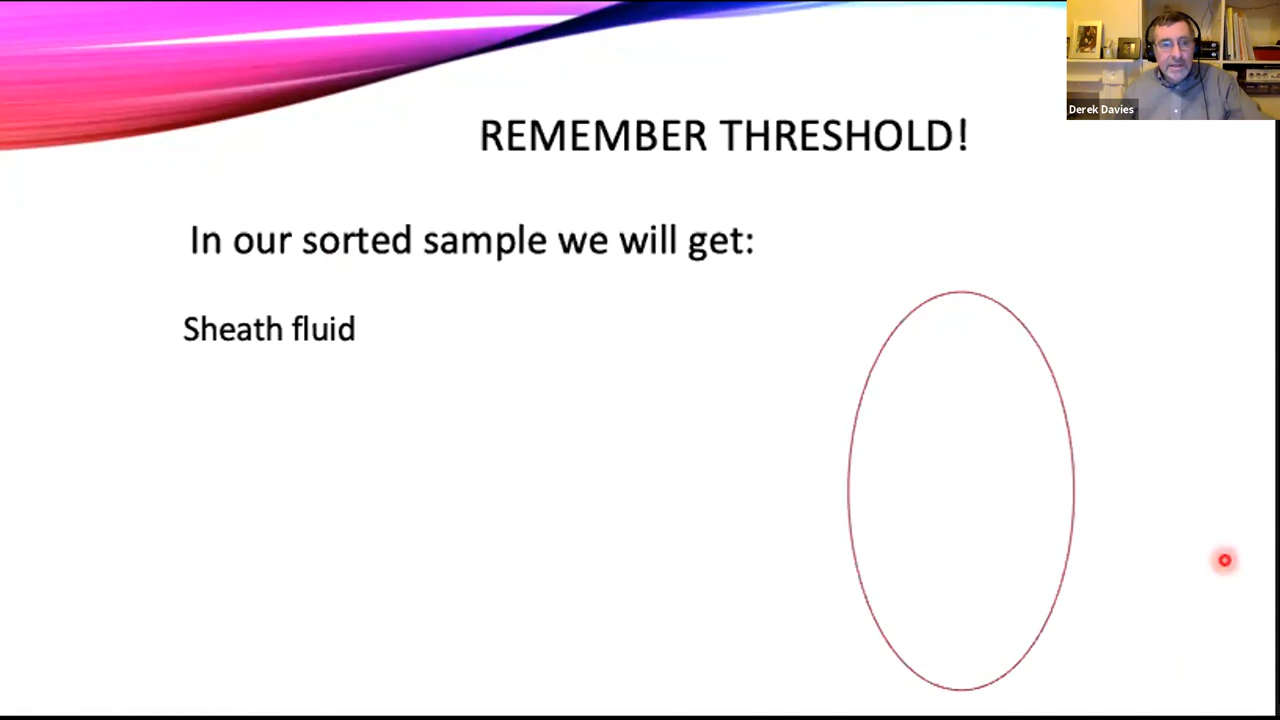 Derek Davies
REMEMBER THRESHOLD!
In our sorted sample we will get:
Sheath fluid